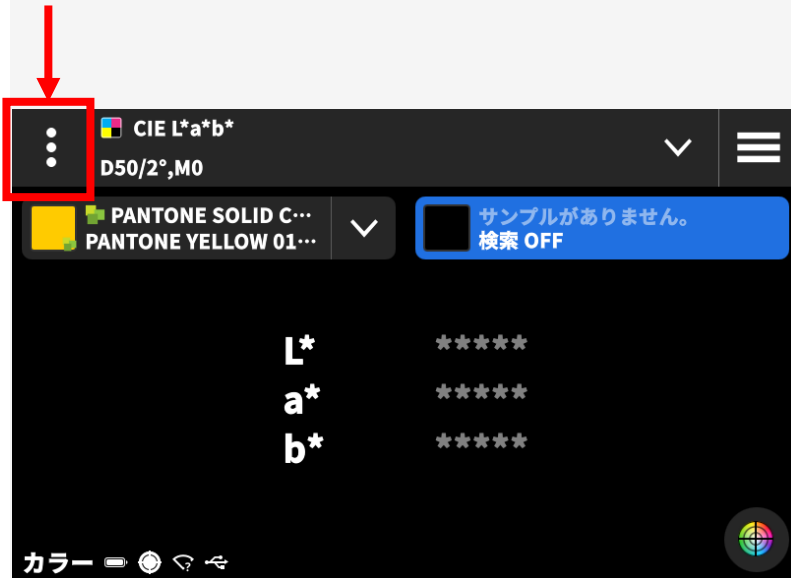 CIE L*a*b*
D50/2°,M0
PANTONE SOLID C…
PANTONE YELLOW 01…
サンプルがありません。
検索 OFF
L* *****
a* *****
b* *****
カラー